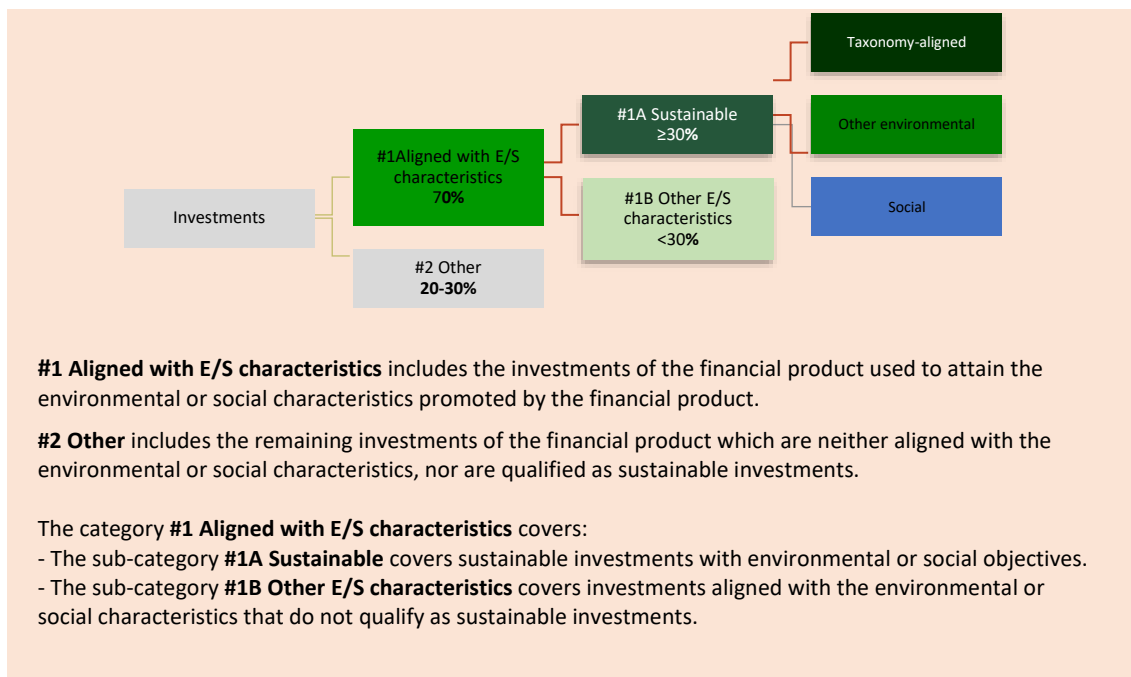 Taxonomy-aligned
#1A Sustainable
≥30%
Other environmental
#1Aligned with E/S
characteristics
70%
#1B Other E/S
characteristics
<30%
Social
Investments
#2 Other
20-30%
#1 Aligned with E/S characteristics includes the investments of the financial product used to attain the
environmental or social characteristics promoted by the financial product.
#2 Other includes the remaining investments of the financial product which are neither aligned with the
environmental or social characteristics, nor are qualified as sustainable investments.
The category #1 Aligned with E/S characteristics covers:
- The sub-category #1A Sustainable covers sustainable investments with environmental or social objectives.
- The sub-category #1B Other E/S characteristics covers investments aligned with the environmental or
social characteristics that do not qualify as sustainable investments.